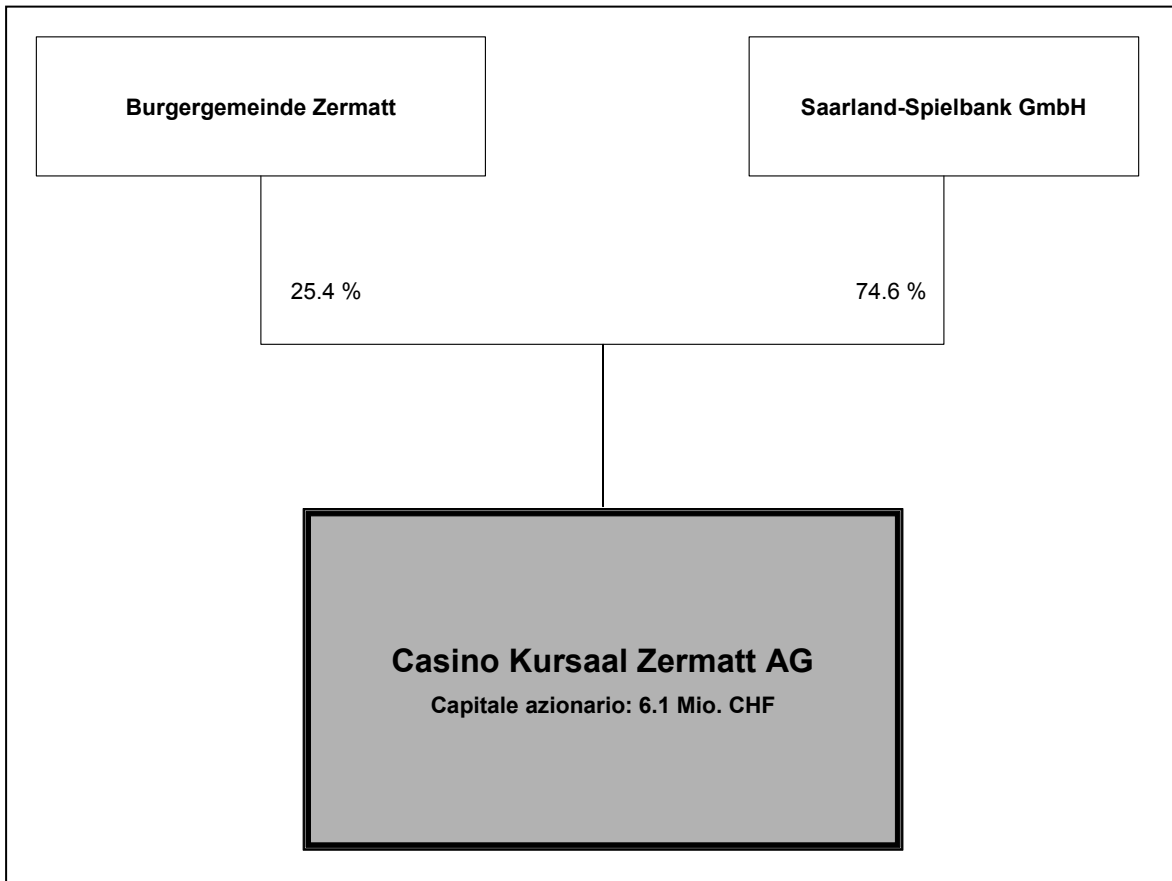 Burgergemeinde Zermatt
Saarland-Spielbank GmbH
25.4 %
74.6 %
Casino Kursaal Zermatt AG
Capitale azionario: 6.1 Mio. CHF